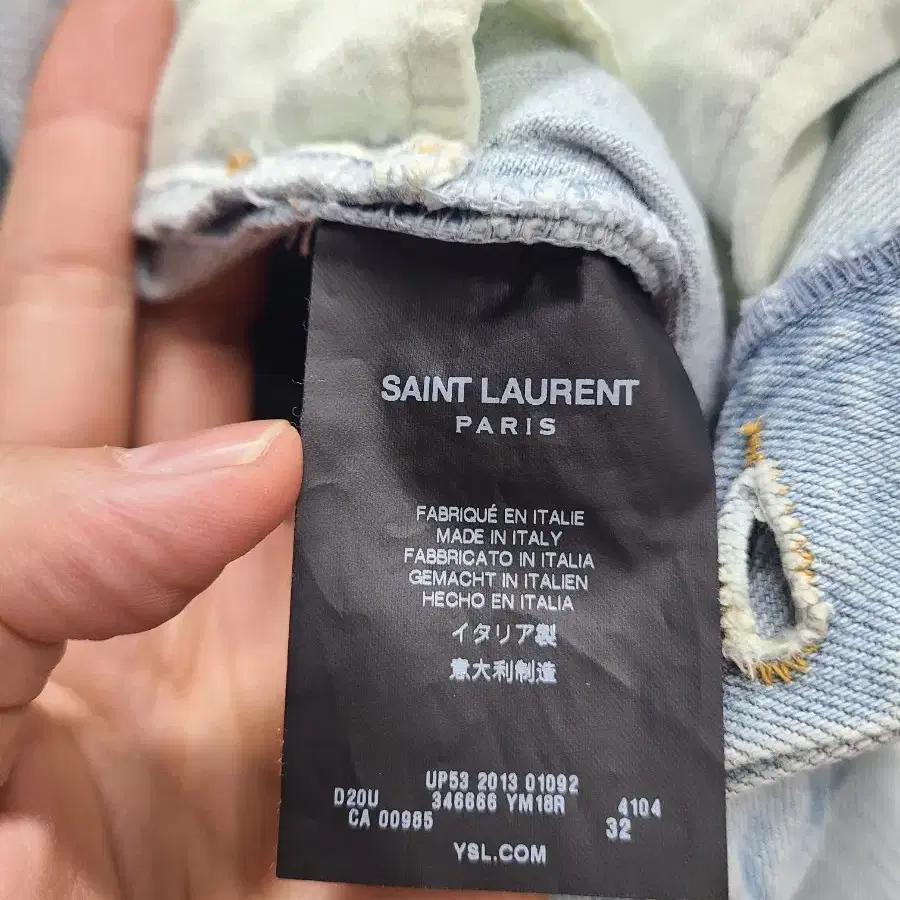 SAINT LAURENT
PARIS
FABRIQUÉ EN ITALIE
MADE IN ITALY
FABBRICATO IN ITALIA
GEMACHT IN ITALIEN
HECHO EN ITALIA
イタリア製
意大利制造
UP53 2013 01092
D20U 346666 YM18R 4104
CA 00985 32
YSL.COM